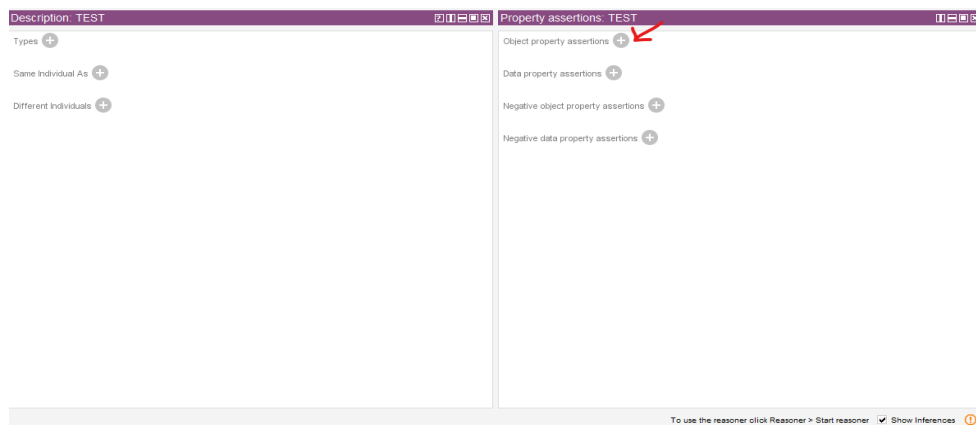 Description: TEST
Types
Same Individual As
Different Individuals
Property assertions: TEST
Object property assertions
Data property assertions
Negative object property assertions
Negative data property assertions
To use the reasoner click Reasoner > Start reasoner Show Inferences